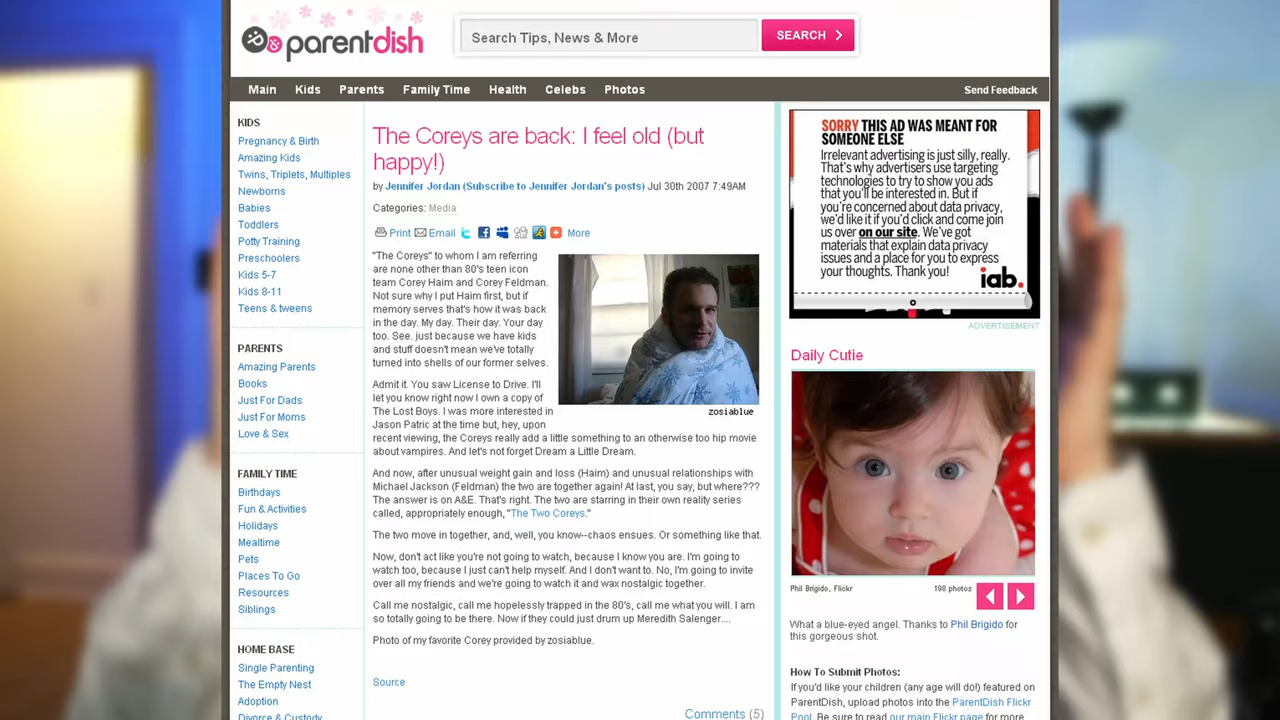 parentdish
Search Tips, News & More
SEARCH
Main Kids Parents Family Time Health Celebs Photos
Send Feedback
KIDS
Pregnancy & Birth
Amazing Kids
Twins, Triplets, Multiples
Newborns
Babies
Toddlers
Potty Training
Preschoolers
Kids 5-7
Kids 8-11
Teens & tweens
PARENTS
Amazing Parents
Books
Just For Dads
Just For Moms
Love & Sex
FAMILY TIME
Birthdays
Fun & Activities
Holidays
Mealtime
Pets
Places To Go
Resources
Siblings
HOME BASE
Single Parenting
The Empty Nest
Adoption
Divorce & Custody
The Coreys are back: I feel old (but
happy!)
by Jennifer Jordan (Subscribe to Jennifer Jordan's posts) Jul 30th 2007 7:49AM
Categories: Media
Print Email More
"The Coreys" to whom I am referring
are none other than 80's teen icon
team Corey Haim and Corey Feldman.
Not sure why I put Haim first, but if
memory serves that's how it was back
in the day. My day. Their day. Your day
too. See. just because we have kids
and stuff doesn't mean we've totally
turned into shells of our former selves.
zosiablue
Admit it. You saw License to Drive. I'll
let you know right now I own a copy of
The Lost Boys. I was more interested in
Jason Patric at the time but, hey, upon
recent viewing, the Coreys really add a little something to an otherwise too hip movie
about vampires. And let's not forget Dream a Little Dream.
And now, after unusual weight gain and loss (Haim) and unusual relationships with
Michael Jackson (Feldman) the two are together again! At last, you say, but where???
The answer is on A&E. That's right. The two are starring in their own reality series
called, appropriately enough, "The Two Coreys."
The two move in together, and, well, you know--chaos ensues. Or something like that.
Now, don't act like you're not going to watch, because I know you are. I'm going to
watch too, because I just can't help myself. And I don't want to. No, I'm going to invite
over all my friends and we're going to watch it and wax nostalgic together.
Call me nostalgic, call me hopelessly trapped in the 80's, call me what you will. I am
so totally going to be there. Now if they could just drum up Meredith Salenger....
Photo of my favorite Corey provided by zosiablue.
Source
Comments (5)
SORRY THIS AD WAS MEANT FOR
SOMEONE ELSE
Irrelevant advertising is just silly, really.
That's why advertisers use targeting
technologies to try to show you ads
that you'll be interested in. But if
you're concerned about data privacy,
we'd like it if you'd click and come join
us over on our site. We've got
materials that explain data privacy
issues and a place for you to express
your thoughts. Thank you!
iab.
ADVERTISEMENT
Daily Cutie
Phil Brigido, Flickr
198 photos
What a blue-eyed angel. Thanks to Phil Brigido for
this gorgeous shot.
How To Submit Photos:
If you'd like your children (any age will do!) featured on
ParentDish, upload photos into the ParentDish Flickr
Pool. Be sure to read our main Flickr page for more